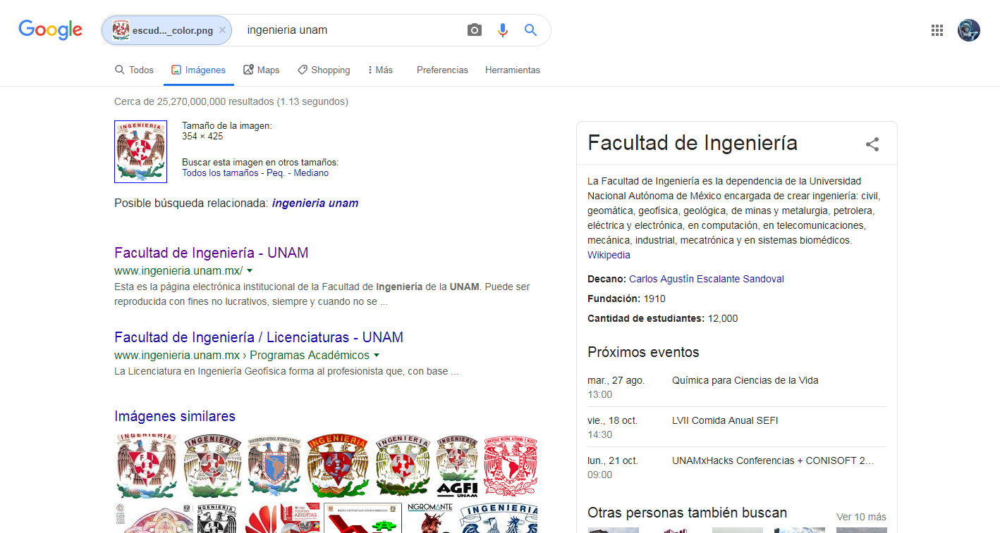 Google
escud..._color.png ×
ingenieria unam
Todos
Imágenes
Maps
Shopping
Más
Preferencias
Herramientas
Cerca de 25,270,000,000 resultados (1.13 segundos)
INGENIERIA
Tamaño de la imagen:
354 × 425
Buscar esta imagen en otros tamaños:
Todos los tamaños - Peq. - Mediano
Posible búsqueda relacionada: ingenieria unam
Facultad de Ingeniería - UNAM
www.ingenieria.unam.mx/
Esta es la página electrónica institucional de la Facultad de Ingeniería de la UNAM. Puede ser
reproducida con fines no lucrativos, siempre y cuando no se ...
Facultad de Ingeniería / Licenciaturas - UNAM
www.ingenieria.unam.mx › Programas Académicos
La Licenciatura en Ingeniería Geofísica forma al profesionista que, con base ...
Imágenes similares
INGENIERIA
INGENIERIA
INGENIERIA
INGENIERIA
INGENIERIA
AGFI
UNAM
INGENIERIA
PUERTAS
ABIERTAS
NIGROMANTE
INGENIERIA
Facultad de Ingeniería
La Facultad de Ingeniería es la dependencia de la Universidad
Nacional Autónoma de México encargada de crear ingeniería: civil,
geomática, geofísica, geológica, de minas y metalurgia, petrolera,
eléctrica y electrónica, en computación, en telecomunicaciones,
mecánica, industrial, mecatrónica y en sistemas biomédicos.
Wikipedia
Decano: Carlos Agustín Escalante Sandoval
Fundación: 1910
Cantidad de estudiantes: 12,000
Próximos eventos
mar., 27 ago.
13:00
Química para Ciencias de la Vida
vie., 18 oct.
14:30
LVII Comida Anual SEFI
lun., 21 oct.
09:00
UNAMxHacks Conferencias + CONISOFT 2...
Otras personas también buscan
Ver 10 más